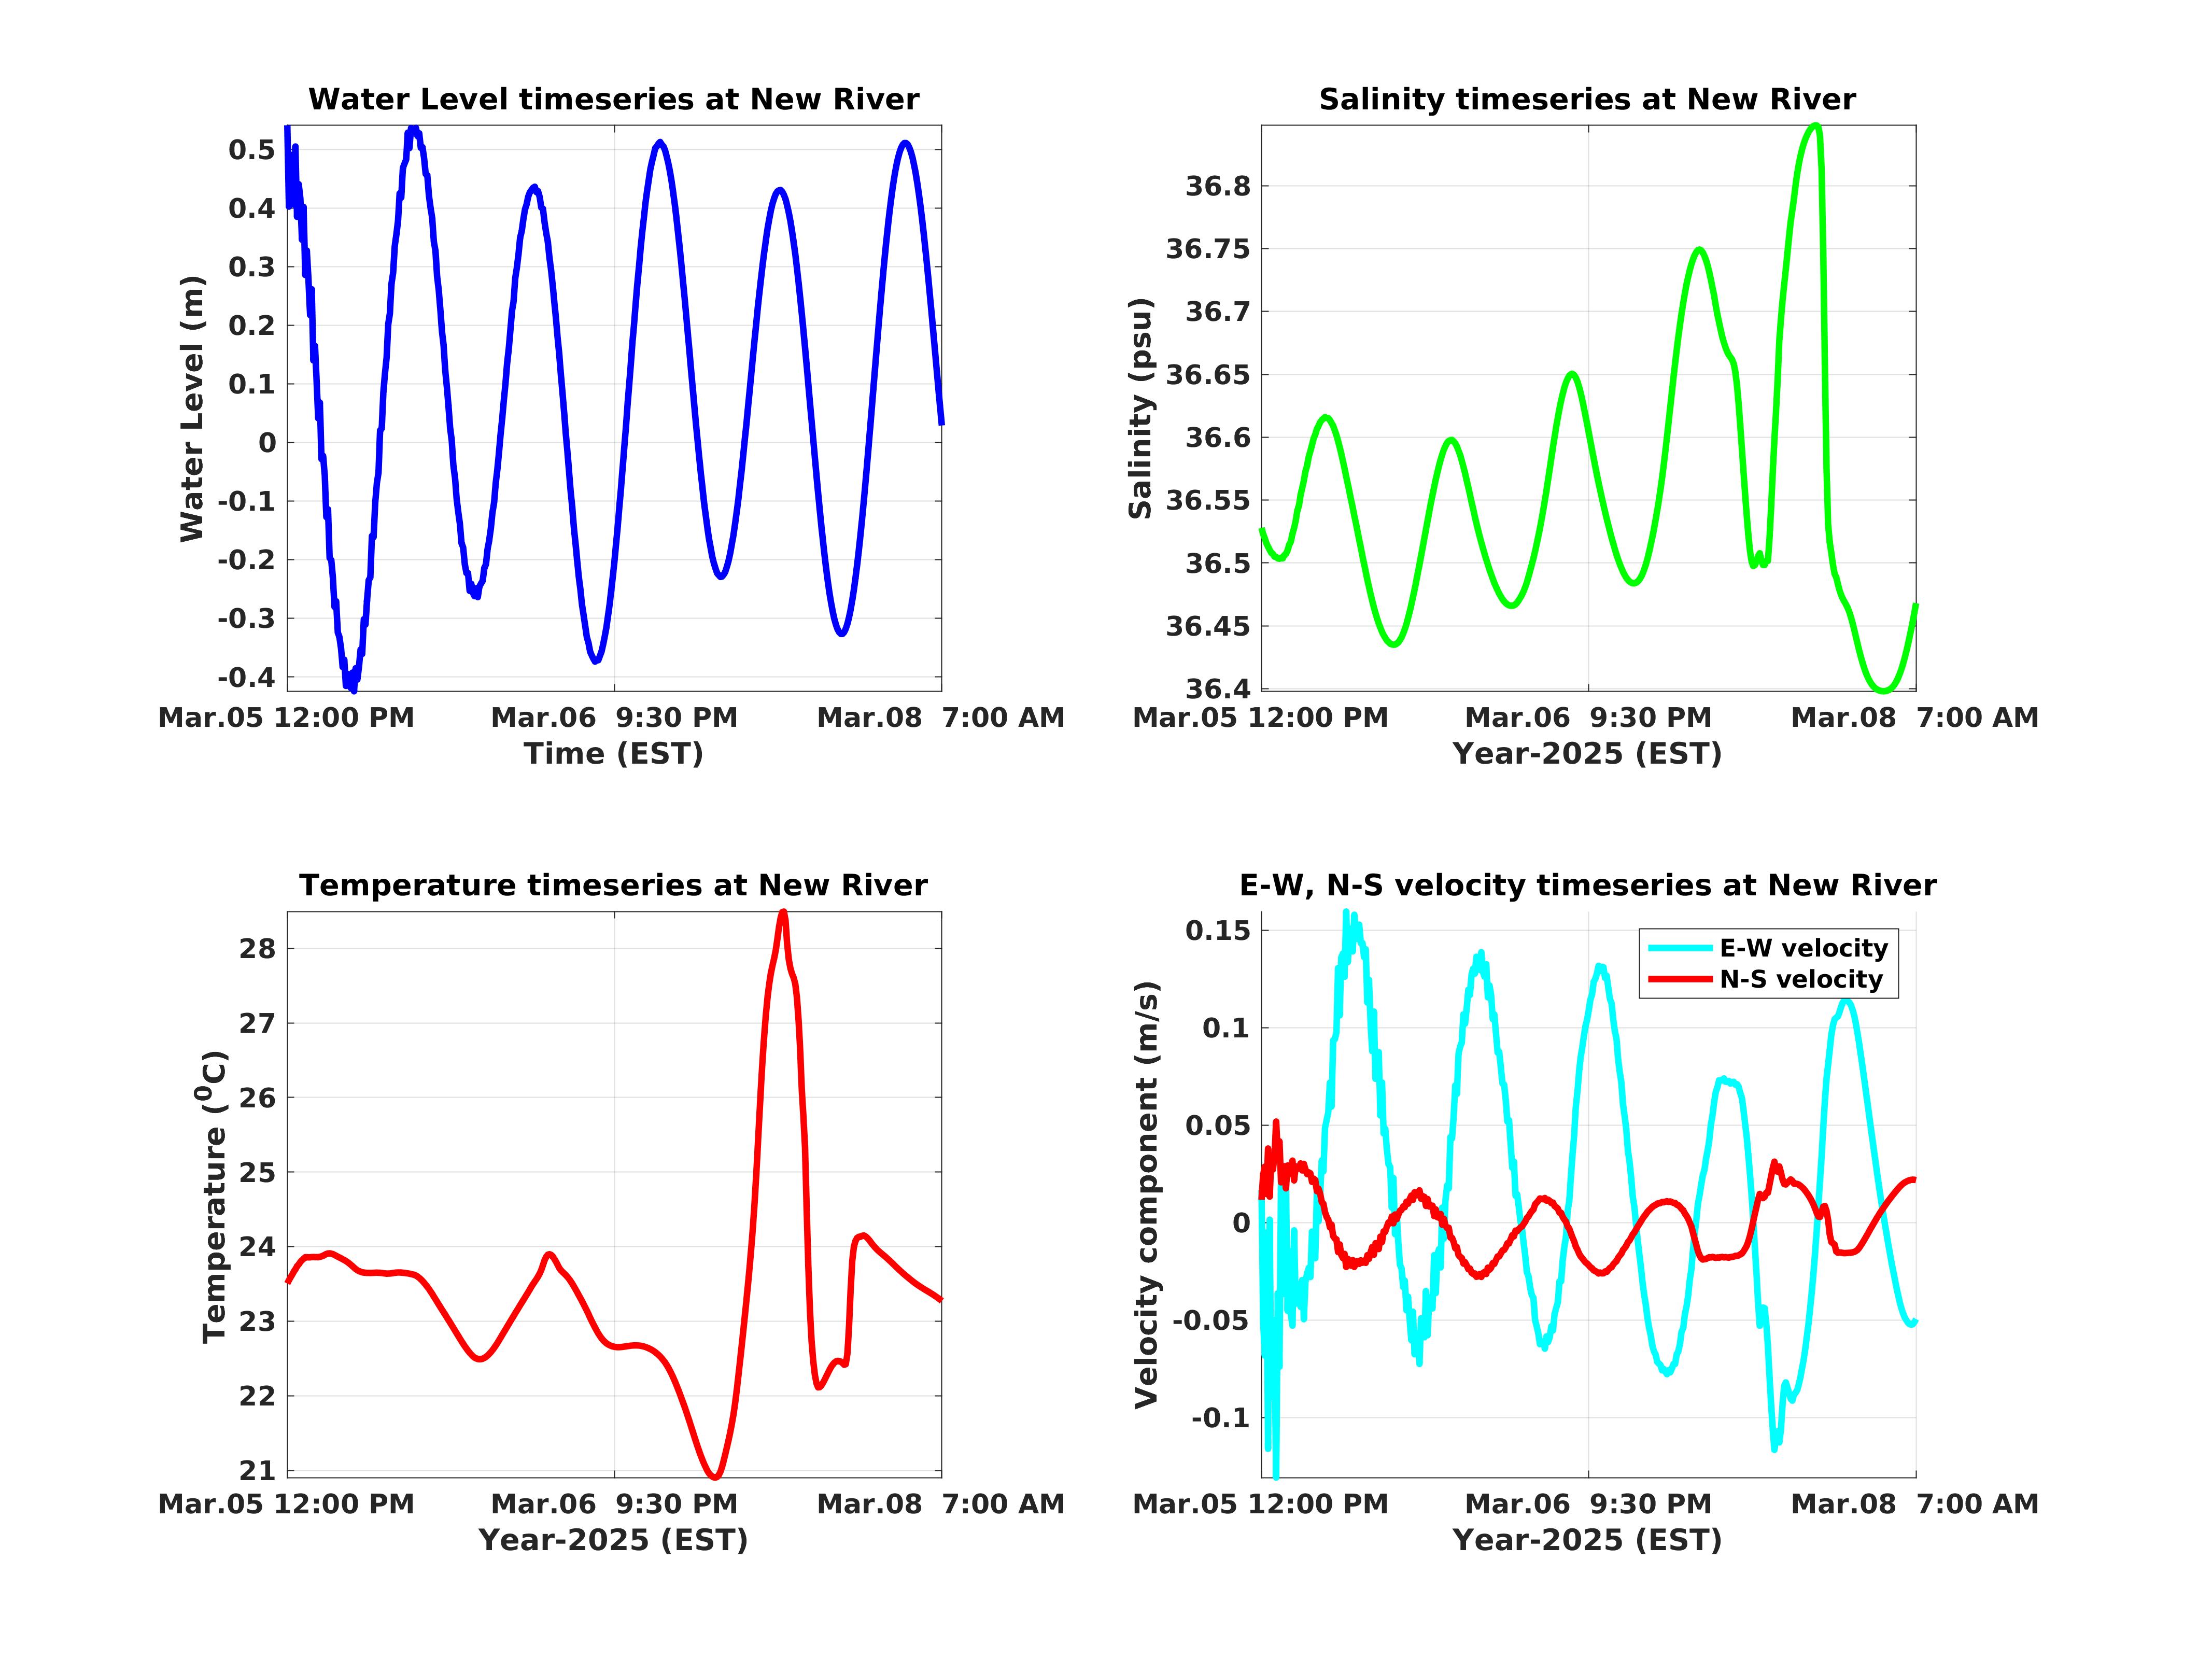 Water Level timeseries at New River
Water Level (m)
0.5
0.4
0.3
0.2
0.1
0
-0.1
-0.2
-0.3
-0.4
Mar.05 12:00 PM Mar.06 9:30 PM Mar.08 7:00 AM
Time (EST)
Salinity timeseries at New River
Salinity (psu)
36.8
36.75
36.7
36.65
36.6
36.55
36.5
36.45
36.4
Mar.05 12:00 PM Mar.06 9:30 PM Mar.08 7:00 AM
Year-2025 (EST)
Temperature timeseries at New River
Temperature (⁰C)
28
27
26
25
24
23
22
21
Mar.05 12:00 PM Mar.06 9:30 PM Mar.08 7:00 AM
Year-2025 (EST)
E-W, N-S velocity timeseries at New River
Velocity component (m/s)
0.15
0.1
0.05
0
-0.05
-0.1
E-W velocity
N-S velocity
Mar.05 12:00 PM Mar.06 9:30 PM Mar.08 7:00 AM
Year-2025 (EST)